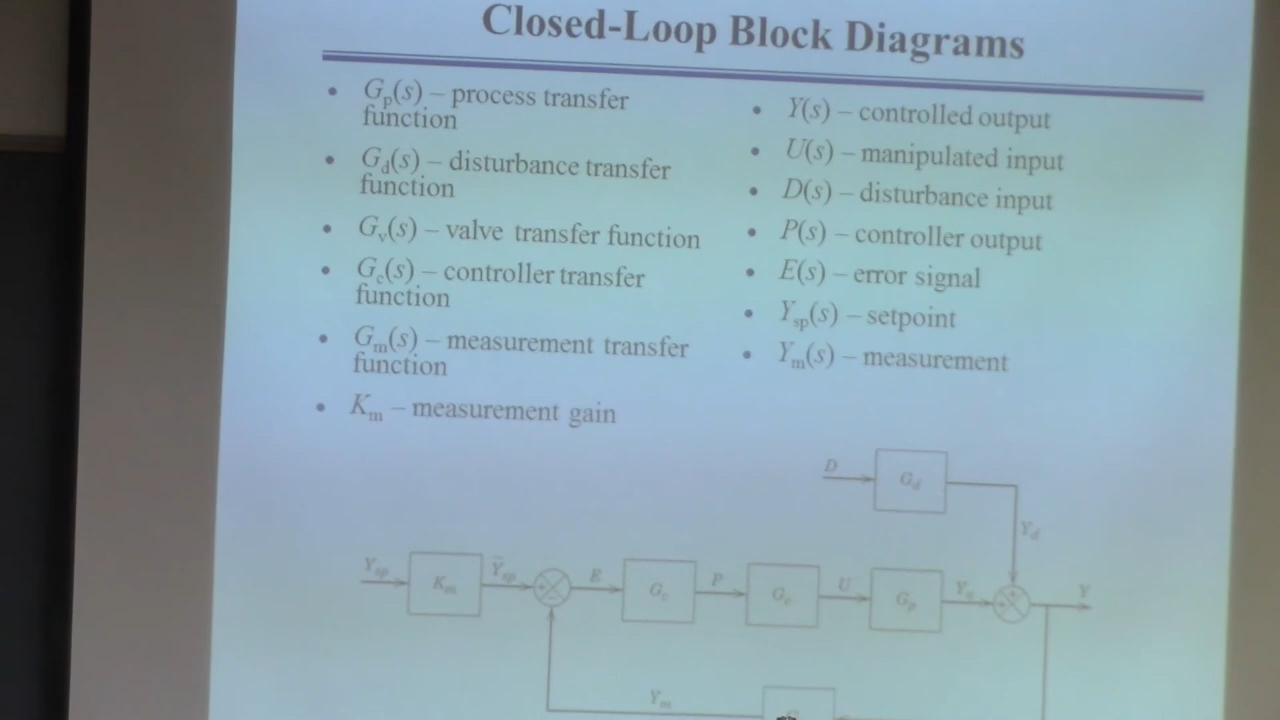 Closed-Loop Block Diagrams
• Gp(s) – process transfer
function
• Gd(s) – disturbance transfer
function
• Gv(s) – valve transfer function
• Gc(s) – controller transfer
function
• Gm(s) – measurement transfer
function
• Km – measurement gain
• Y(s) – controlled output
• U(s) – manipulated input
• D(s) – disturbance input
• P(s) – controller output
• E(s) – error signal
• Ysp(s) – setpoint
• Ym(s) – measurement
D
Gd
Yd
Ysp
Km
Ỹsp
E
Gc
P
U
Gp
Y
Ym